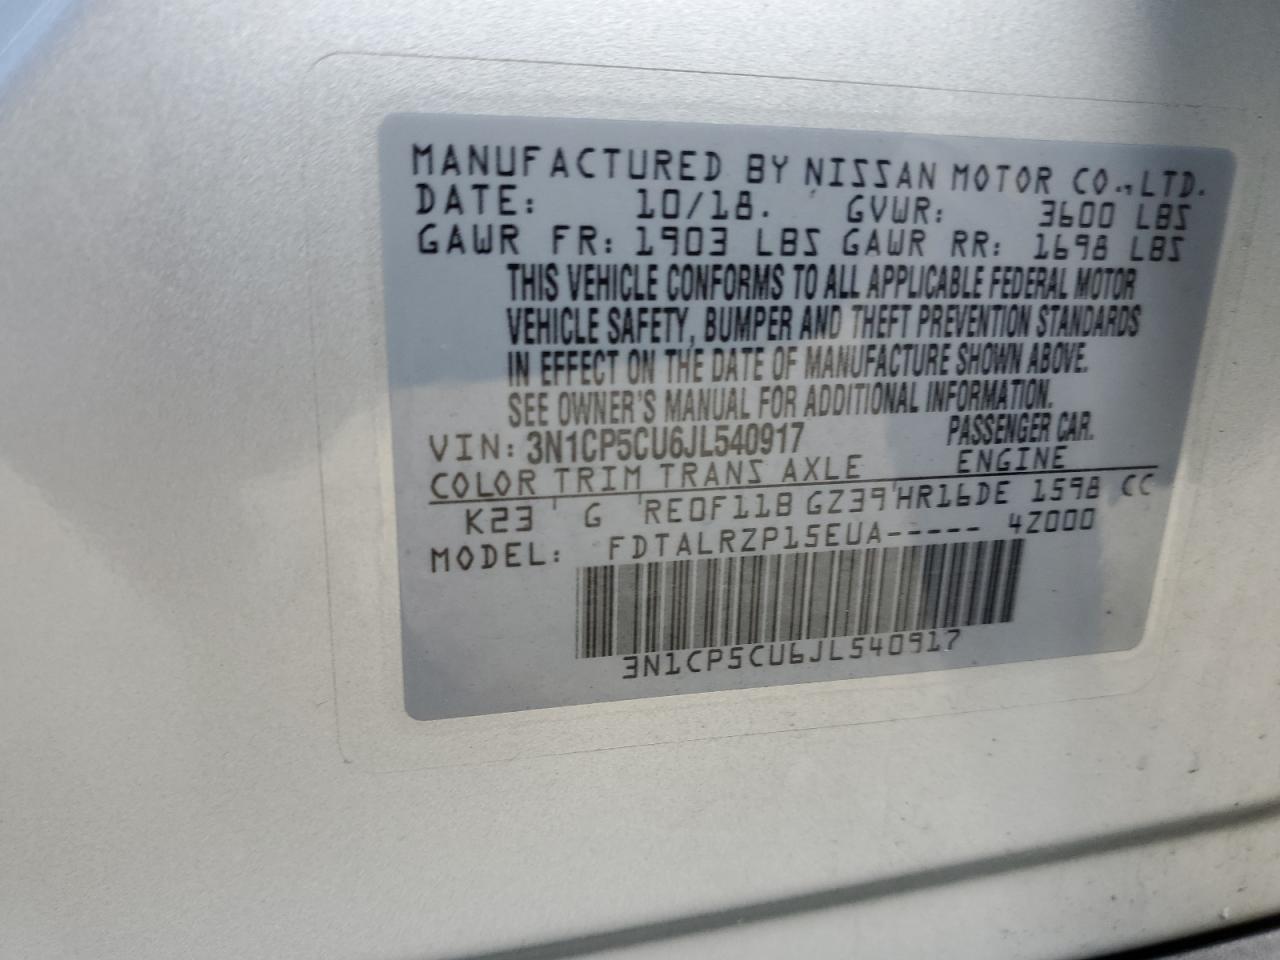 MANUFACTURED BY NISSAN MOTOR CO., LTD.
DATE: 10/18. GVWR: 3600 LBS
GAWR FR: 1903 LBS GAWR RR: 1698 LBS
THIS VEHICLE CONFORMS TO ALL APPLICABLE FEDERAL MOTOR
VEHICLE SAFETY, BUMPER AND THEFT PREVENTION STANDARDS
IN EFFECT ON THE DATE OF MANUFACTURE SHOWN ABOVE.
SEE OWNER'S MANUAL FOR ADDITIONAL INFORMATION.
VIN: 3N1CP5CU6JL540917 PASSENGER CAR.
COLOR TRIM TRANS AXLE ENGINE
K23 G RE0F11B GZ39 HR16DE 1598 CC
MODEL: FDTALRZP15EUA----- 4Z000
3N1CP5CU6JL540917